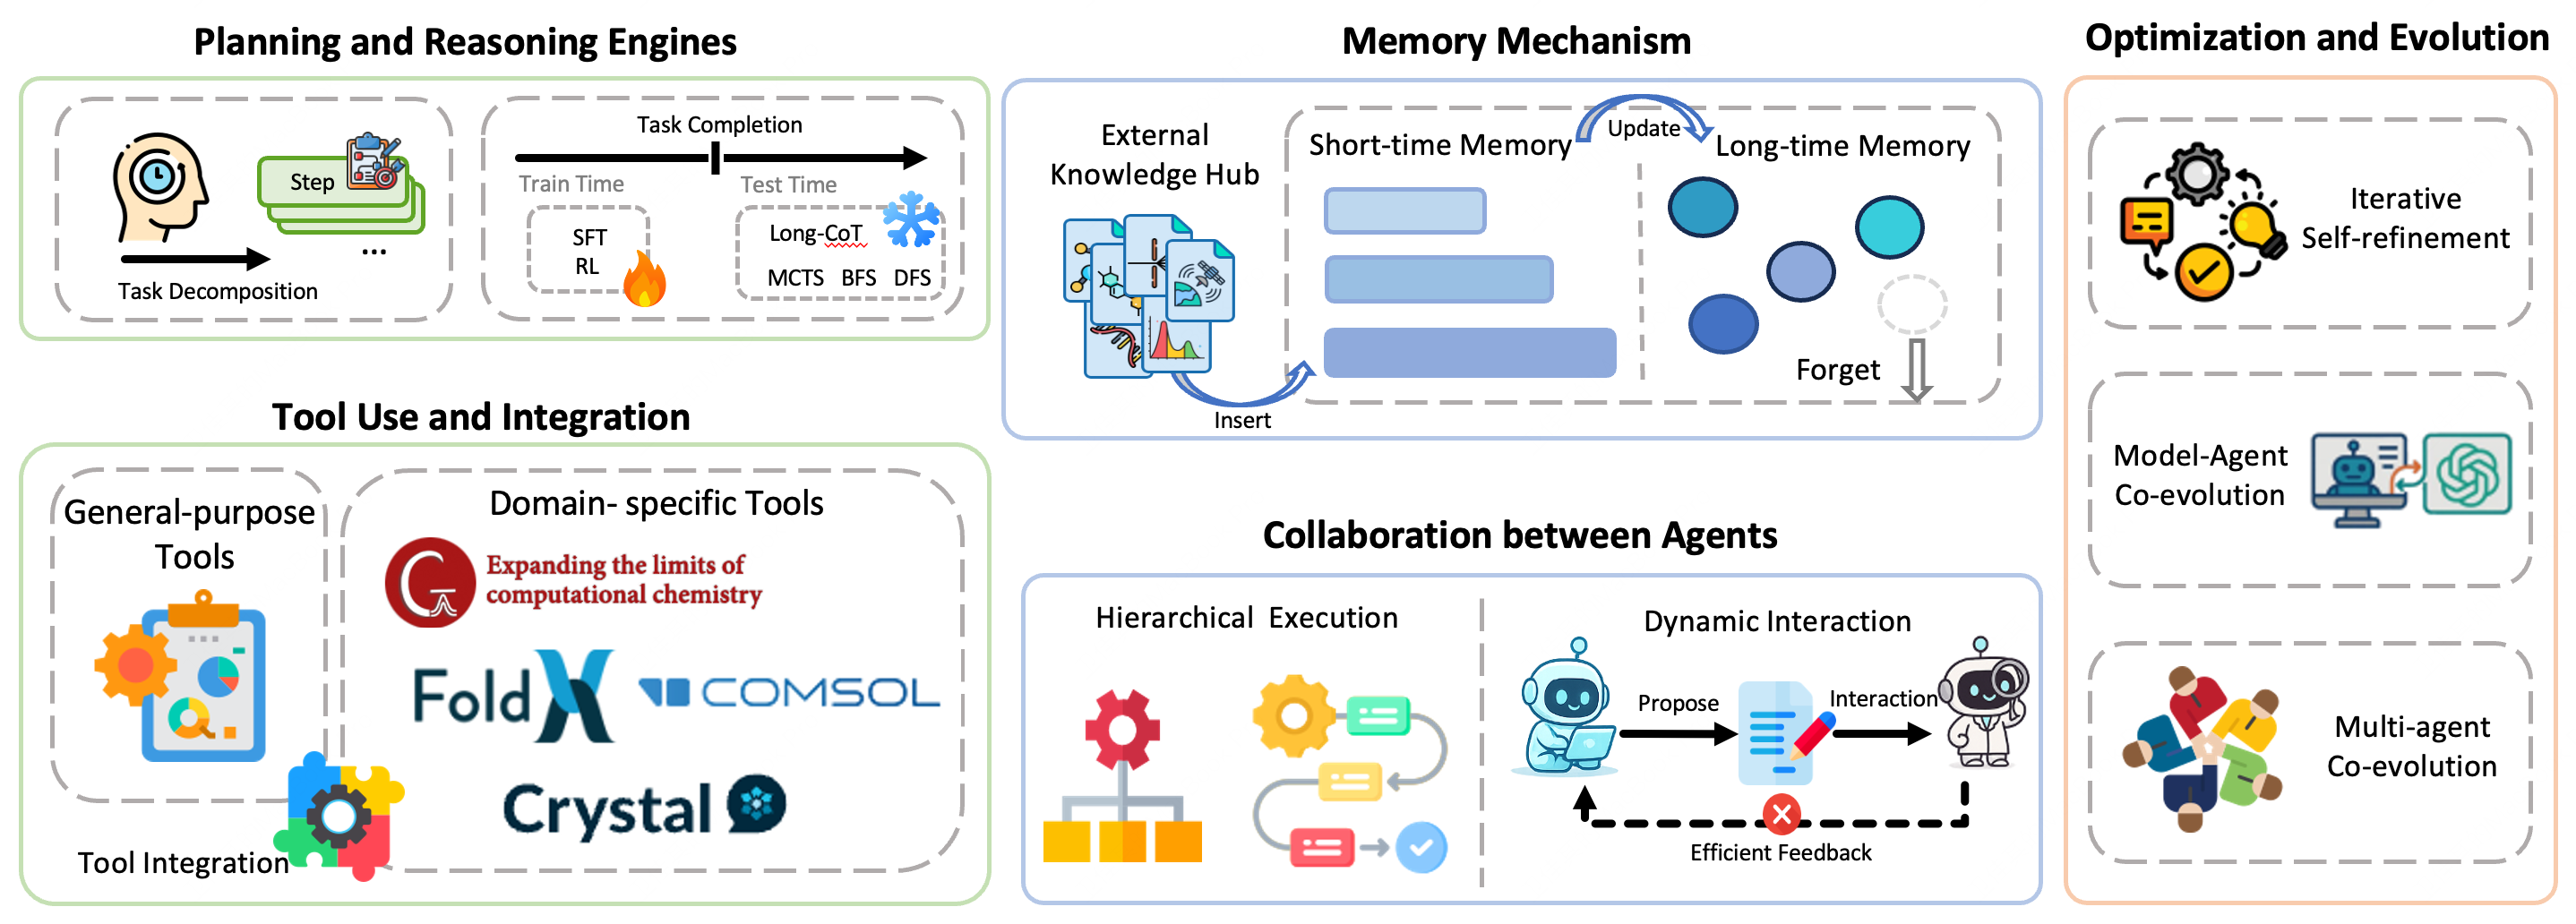 Planning and Reasoning Engines
Step
...
Task Decomposition
Task Completion
Train Time
Test Time
SFT
RL
Long-CoT
MCTS BFS DFS
Tool Use and Integration
General-purpose
Tools
Tool Integration
Domain- specific Tools
Expanding the limits of
computational chemistry
FoldX
COMSOL
Crystal
Memory Mechanism
External
Knowledge Hub
Insert
Short-time Memory
Update
Long-time Memory
Forget
Collaboration between Agents
Hierarchical Execution
Dynamic Interaction
Propose
Interaction
Efficient Feedback
Optimization and Evolution
Iterative
Self-refinement
Model-Agent
Co-evolution
Multi-agent
Co-evolution